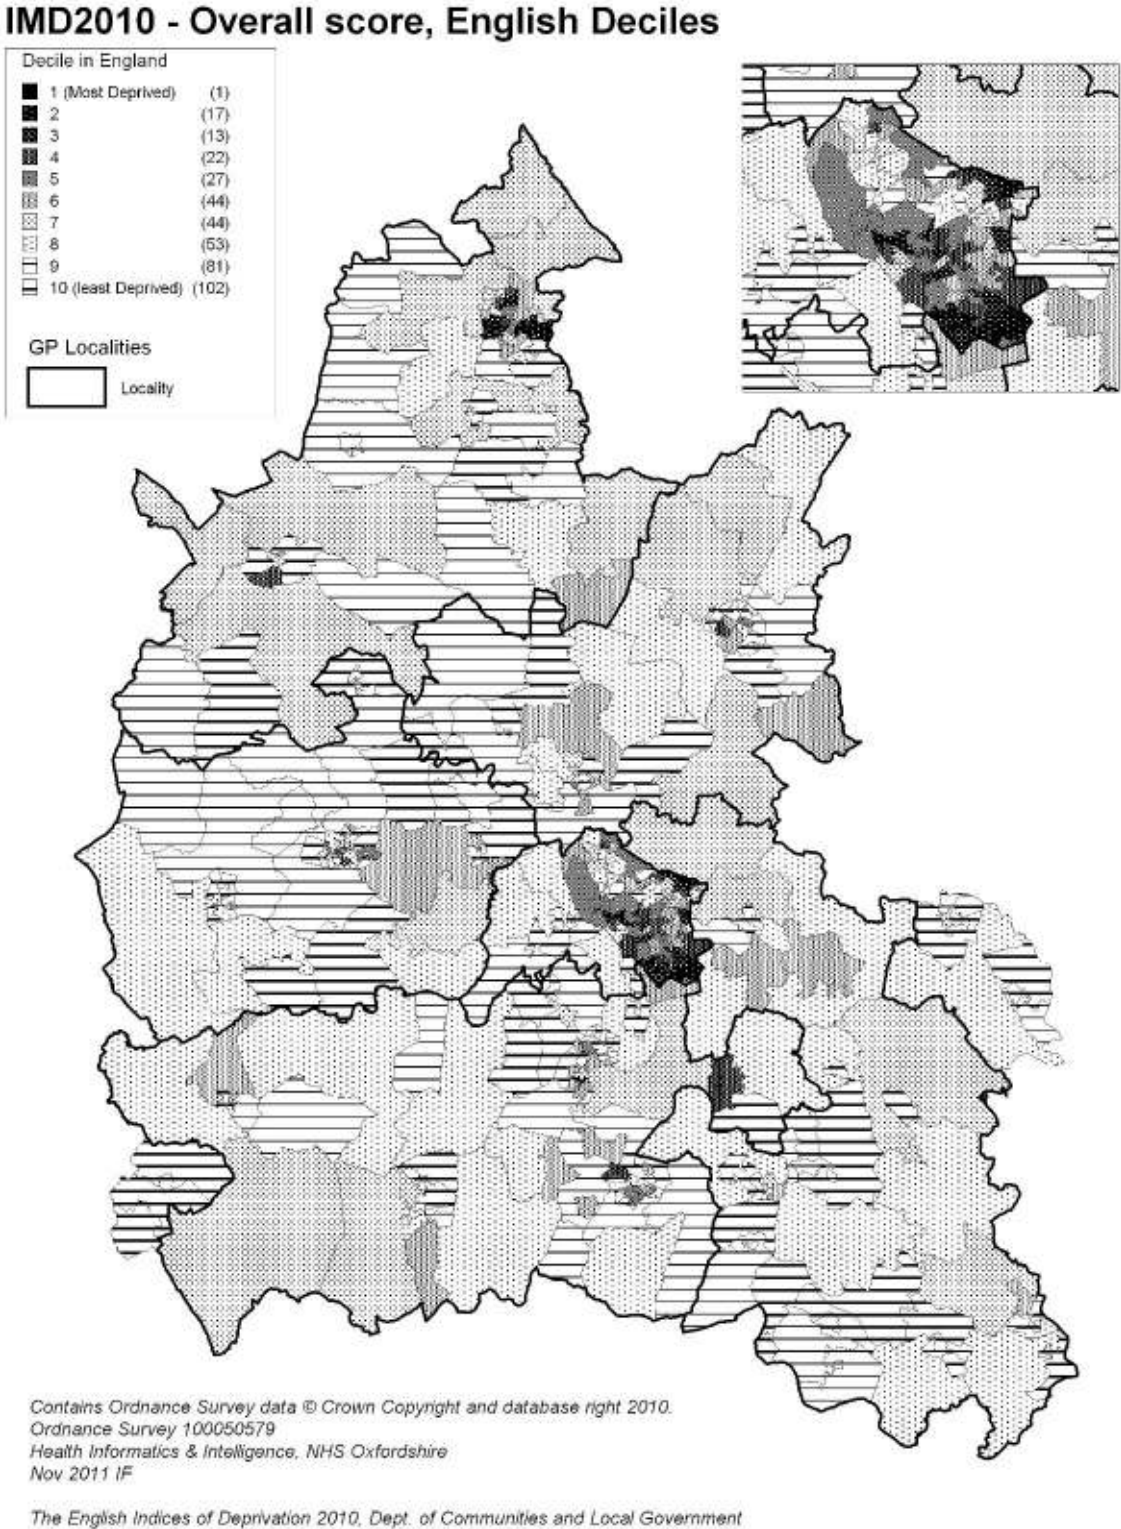 IMD2010 - Overall score, English Deciles
Decile in England
1 (Most Deprived) (1)
2 (17)
3 (13)
4 (22)
5 (27)
6 (44)
7 (44)
8 (53)
9 (81)
10 (least Deprived) (102)
GP Localities
Locality
Contains Ordnance Survey data © Crown Copyright and database right 2010.
Ordnance Survey 100050579
Health Informatics & Intelligence, NHS Oxfordshire
Nov 2011 IF
The English Indices of Deprivation 2010, Dept. of Communities and Local Government